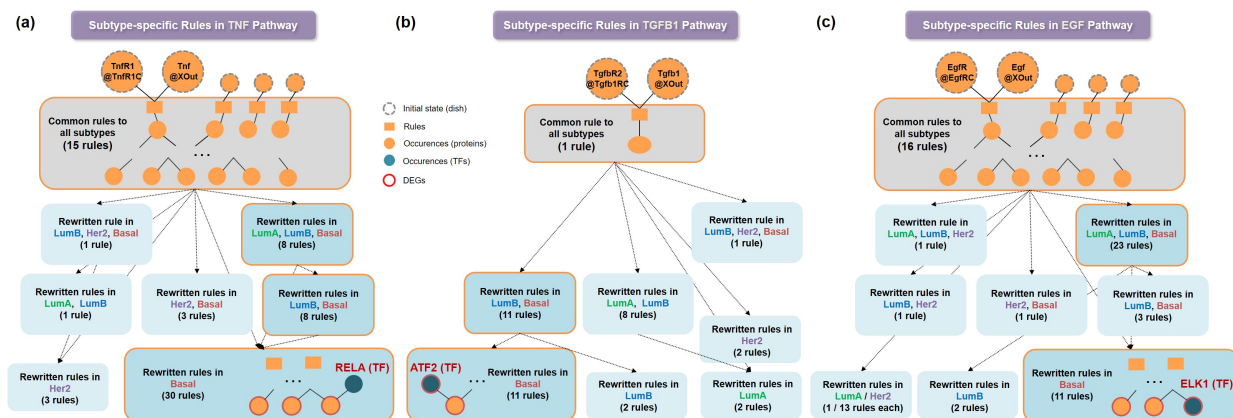 (a)
Subtype-specific Rules in TNF Pathway
TnfR1
@TnfR1C
Tnf
@XOut
Common rules to
all subtypes
(15 rules)
...
Rewritten rule in
LumB, Her2, Basal
(1 rule)
Rewritten rules in
LumA, LumB, Basal
(8 rules)
Rewritten rules in
LumA, LumB
(1 rule)
Rewritten rules in
Her2, Basal
(3 rules)
Rewritten rules in
LumB, Basal
(8 rules)
Rewritten rules in
Her2
(3 rules)
Rewritten rules in
Basal
(30 rules)
...
RELA (TF)
Initial state (dish)
Rules
Occurences (proteins)
Occurences (TFs)
DEGs
(b)
Subtype-specific Rules in TGFB1 Pathway
TgfbR2
@Tgfb1RC
Tgfb1
@XOut
Common rule to
all subtypes
(1 rule)
Rewritten rules in
LumB, Her2, Basal
(1 rule)
Rewritten rules in
LumB, Basal
(11 rules)
Rewritten rules in
LumA, LumB
(8 rules)
Rewritten rules in
Her2
(2 rules)
ATF2 (TF)
...
Rewritten rules in
Basal
(11 rules)
Rewritten rules in
LumB
(2 rules)
Rewritten rules in
LumA
(2 rules)
(c)
Subtype-specific Rules in EGF Pathway
EgfR
@EgfRC
Egf
@XOut
Common rules to
all subtypes
(16 rules)
...
Rewritten rules in
LumA, LumB, Her2
(1 rule)
Rewritten rules in
LumA, LumB, Basal
(23 rules)
Rewritten rules in
LumB, Her2
(1 rule)
Rewritten rules in
Her2, Basal
(1 rule)
Rewritten rules in
LumB, Basal
(3 rules)
Rewritten rules in
LumA / Her2
(1 / 13 rules each)
Rewritten rules in
LumB
(2 rules)
Rewritten rules in
Basal
(11 rules)
...
ELK1 (TF)